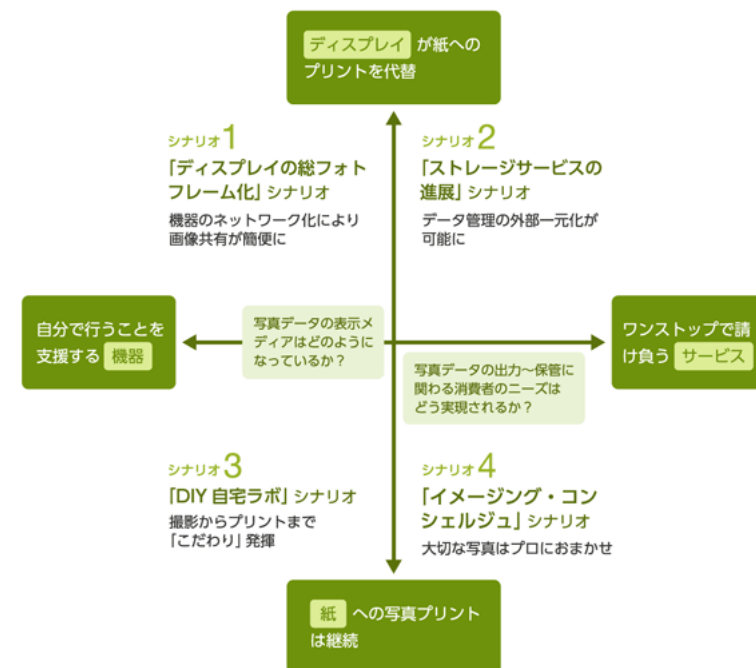 ディスプレイ が紙への
プリントを代替
シナリオ1
「ディスプレイの総フォト
フレーム化」シナリオ
機器のネットワーク化により
画像共有が簡便に
シナリオ2
「ストレージサービスの
進展」シナリオ
データ管理の外部一元化が
可能に
自分で行うことを
支援する 機器
写真データの表示メ
ディアはどのように
なっているか？
写真データの出力〜保管に
関わる消費者のニーズは
どう実現されるか？
ワンストップで請
け負う サービス
シナリオ3
「DIY 自宅ラボ」シナリオ
撮影からプリントまで
「こだわり」発揮
シナリオ4
「イメージング・コン
シェルジュ」シナリオ
大切な写真はプロにおまかせ
紙 への写真プリント
は継続